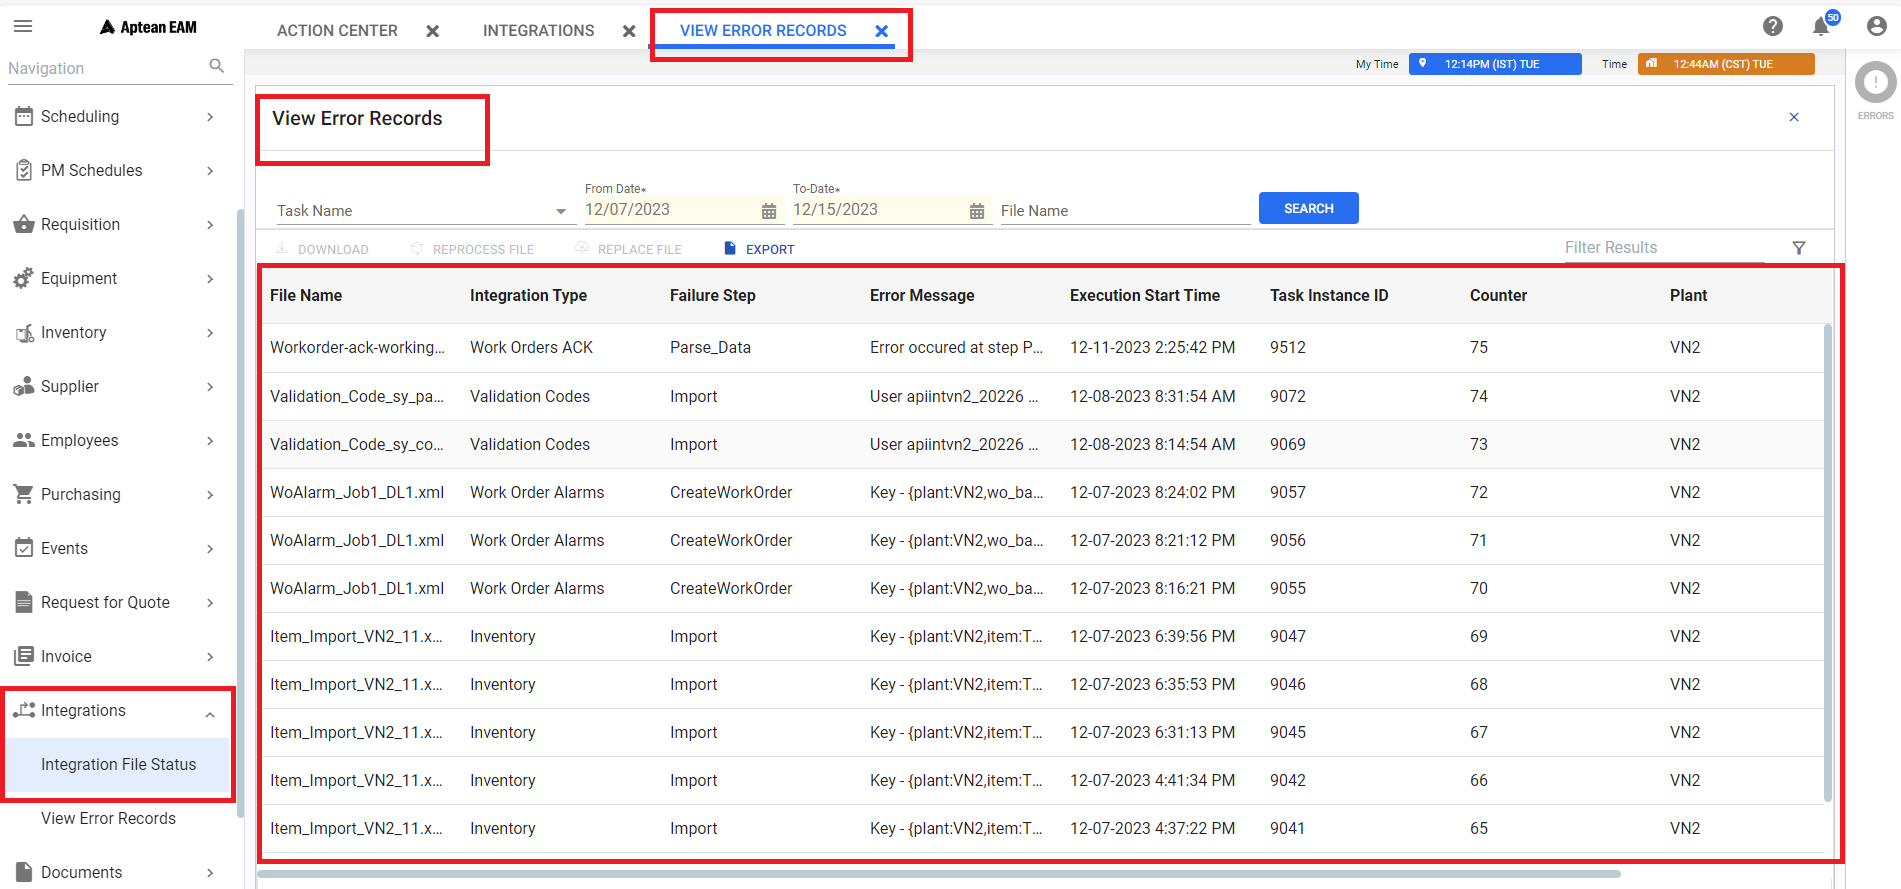 Aptean EAM
ACTION CENTER
INTEGRATIONS
VIEW ERROR RECORDS
50
Navigation
My Time
12:14PM (IST) TUE
Time
12:44AM (CST) TUE
ERRORS
Scheduling
PM Schedules
Requisition
Equipment
Inventory
Supplier
Employees
Purchasing
Events
Request for Quote
Invoice
Integrations
Integration File Status
View Error Records
Documents
View Error Records
Task Name
From Date*
12/07/2023
To-Date*
12/15/2023
File Name
SEARCH
DOWNLOAD
REPROCESS FILE
REPLACE FILE
EXPORT
Filter Results
File Name Integration Type Failure Step Error Message Execution Start Time Task Instance ID Counter Plant
Workorder-ack-working... Work Orders ACK Parse_Data Error occured at step P... 12-11-2023 2:25:42 PM 9512 75 VN2
Validation_Code_sy_pa... Validation Codes Import User apiintvn2_20226 ... 12-08-2023 8:31:54 AM 9072 74 VN2
Validation_Code_sy_co... Validation Codes Import User apiintvn2_20226 ... 12-08-2023 8:14:54 AM 9069 73 VN2
WoAlarm_Job1_DL1.xml Work Order Alarms CreateWorkOrder Key - {plant:VN2,wo_ba... 12-07-2023 8:24:02 PM 9057 72 VN2
WoAlarm_Job1_DL1.xml Work Order Alarms CreateWorkOrder Key - {plant:VN2,wo_ba... 12-07-2023 8:21:12 PM 9056 71 VN2
WoAlarm_Job1_DL1.xml Work Order Alarms CreateWorkOrder Key - {plant:VN2,wo_ba... 12-07-2023 8:16:21 PM 9055 70 VN2
Item_Import_VN2_11.x... Inventory Import Key - {plant:VN2,item:T... 12-07-2023 6:39:56 PM 9047 69 VN2
Item_Import_VN2_11.x... Inventory Import Key - {plant:VN2,item:T... 12-07-2023 6:35:53 PM 9046 68 VN2
Item_Import_VN2_11.x... Inventory Import Key - {plant:VN2,item:T... 12-07-2023 6:31:13 PM 9045 67 VN2
Item_Import_VN2_11.x... Inventory Import Key - {plant:VN2,item:T... 12-07-2023 4:41:34 PM 9042 66 VN2
Item_Import_VN2_11.x... Inventory Import Key - {plant:VN2,item:T... 12-07-2023 4:37:22 PM 9041 65 VN2